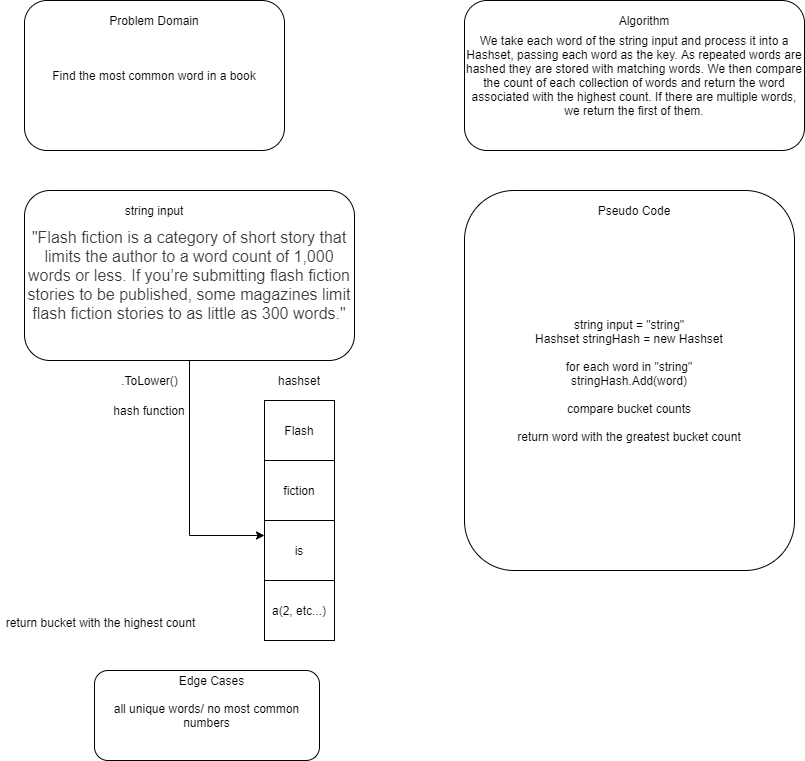 Problem Domain
Find the most common word in a book
Algorithm
We take each word of the string input and process it into a
Hashset, passing each word as the key. As repeated words are
hashed they are stored with matching words. We then compare
the count of each collection of words and return the word
associated with the highest count. If there are multiple words,
we return the first of them.
string input
"Flash fiction is a category of short story that
limits the author to a word count of 1,000
words or less. If you’re submitting flash fiction
stories to be published, some magazines limit
flash fiction stories to as little as 300 words."
Pseudo Code
string input = "string"
Hashset stringHash = new Hashset
for each word in "string"
stringHash.Add(word)
compare bucket counts
return word with the greatest bucket count
.ToLower()
hash function
hashset
Flash
fiction
is
a(2, etc...)
return bucket with the highest count
Edge Cases
all unique words/ no most common
numbers